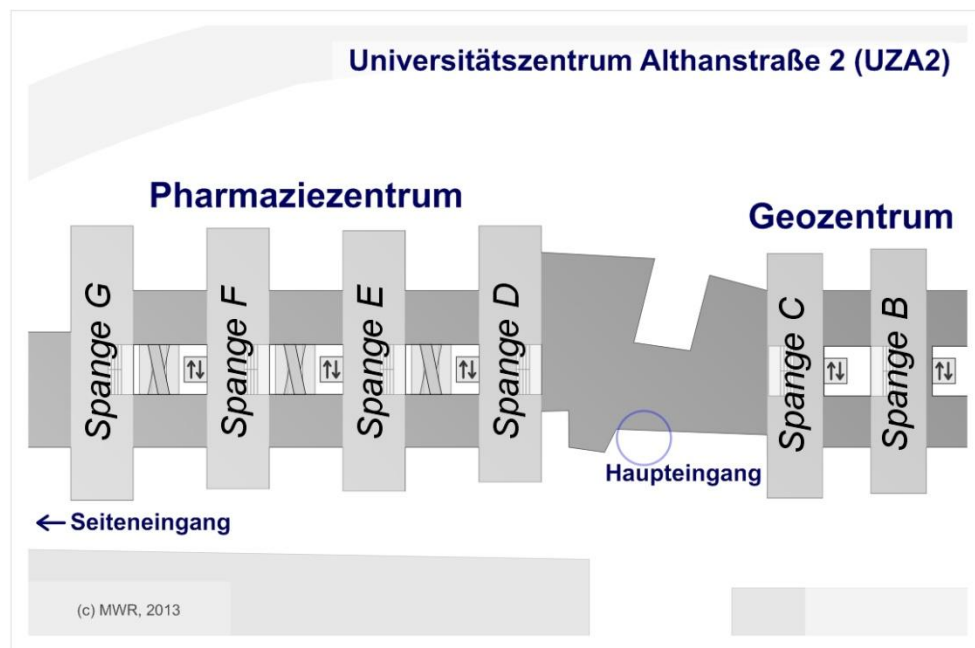 Universitätszentrum Althanstraße 2 (UZA2)
Pharmaziezentrum
Geozentrum
Spange G
Spange F
Spange E
Spange D
Spange C
Spange B
Haupteingang
← Seiteneingang
(c) MWR, 2013